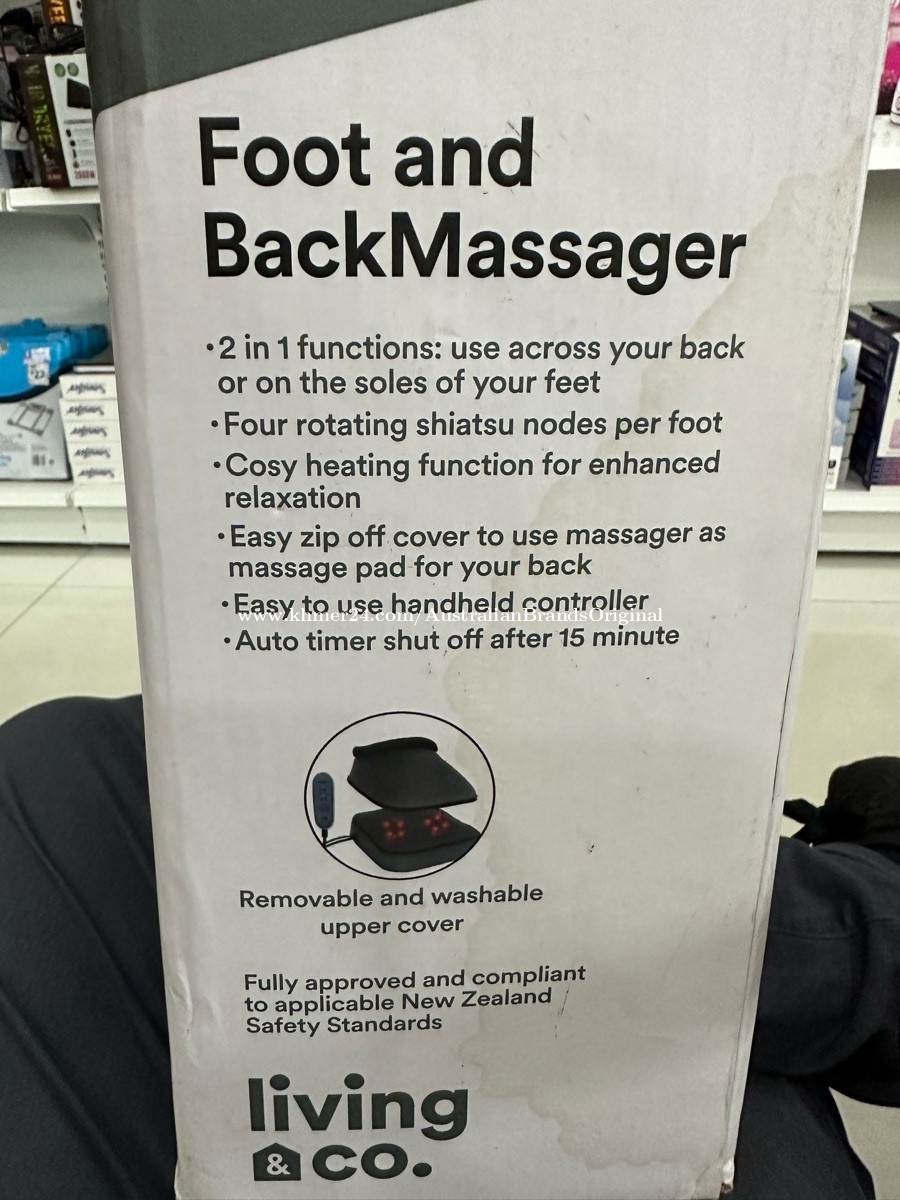 Foot and
BackMassager
•2 in 1 functions: use across your back
or on the soles of your feet
•Four rotating shiatsu nodes per foot
•Cosy heating function for enhanced
relaxation
•Easy zip off cover to use massager as
massage pad for your back
•Easy to use handheld controller
www.khmer24.com/AustralianBrandsOriginal
•Auto timer shut off after 15 minute
Removable and washable
upper cover
Fully approved and compliant
to applicable New Zealand
Safety Standards
living
& co.